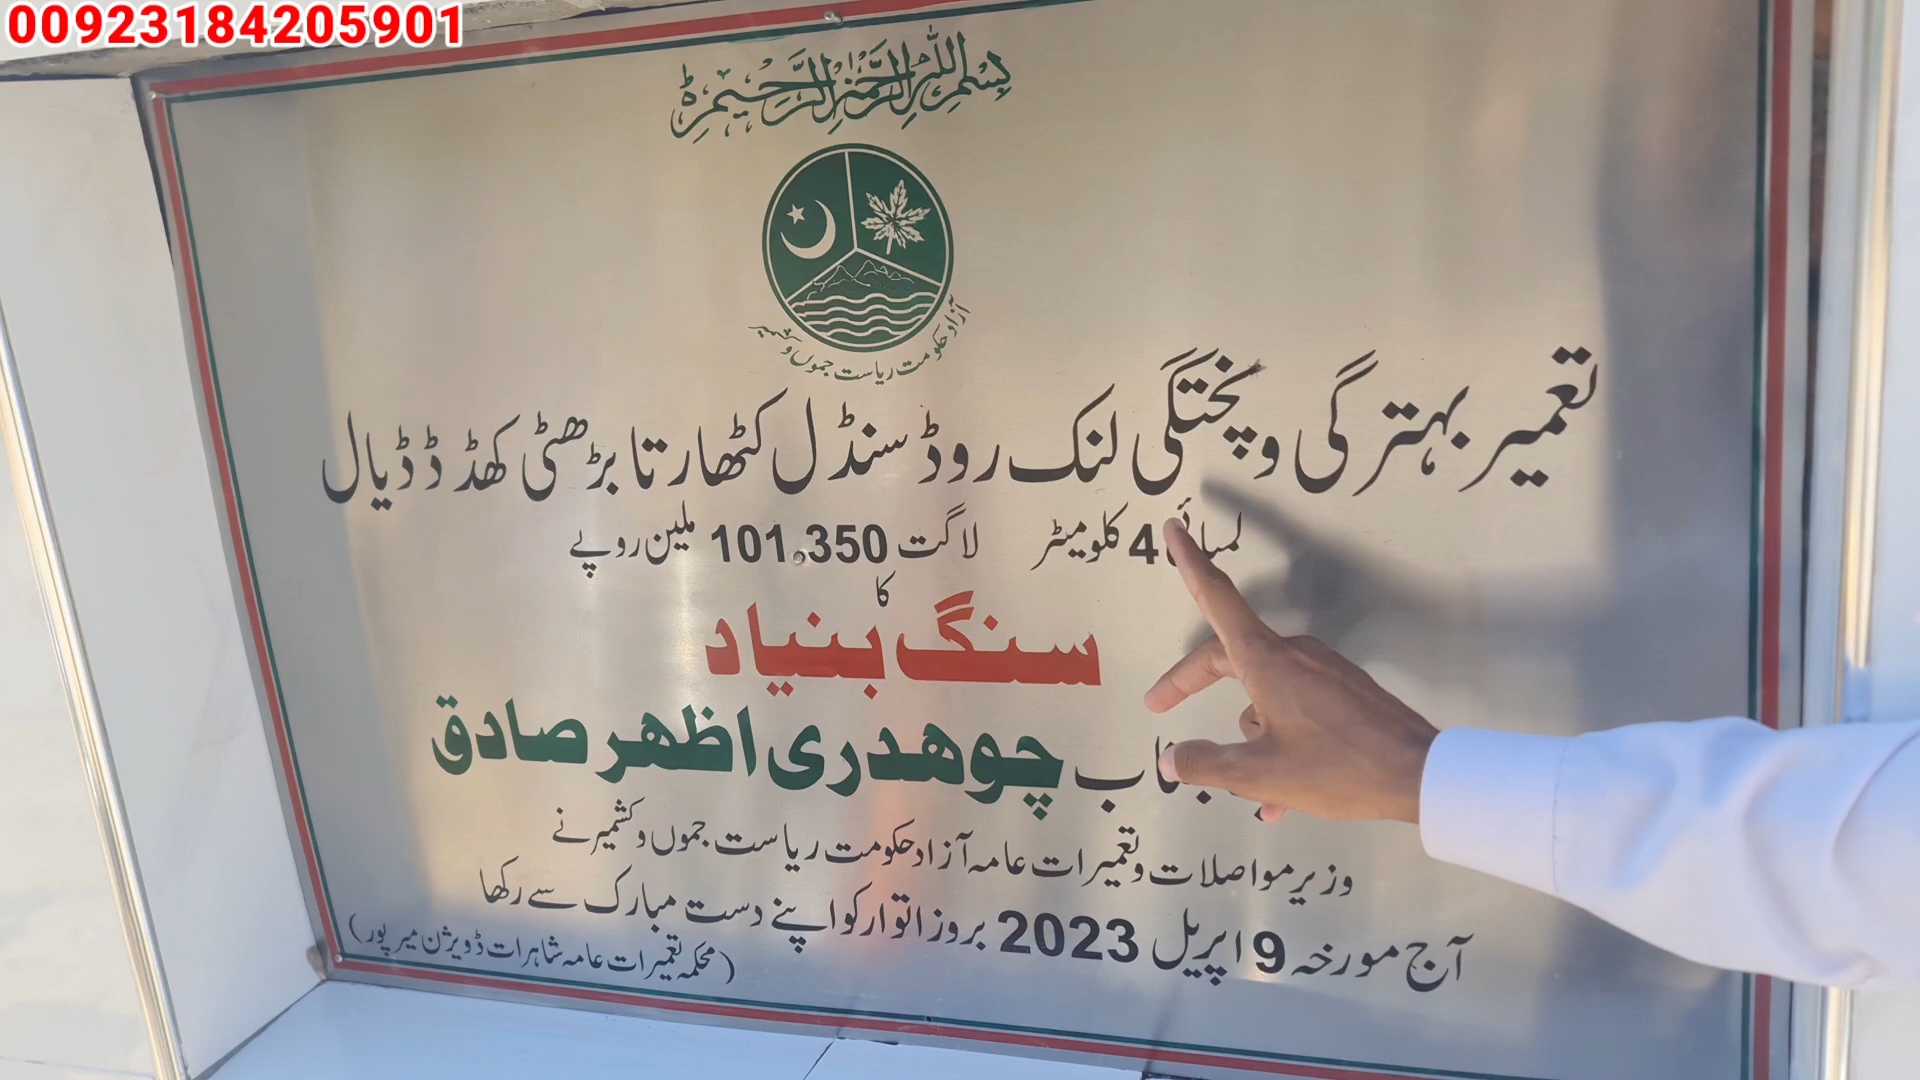 00923184205901
بسم اللہ الرحمن الرحیم
آزاد حکومت ریاست جموں و کشمیر
تعمیر بہترگی و پختگی لنک روڈ سنڈل کٹھار تا بڑھٹی کھڈ ڈڈیال
لمبائی 4 کلومیٹر لاگت 101.350 ملین روپے
کا
سنگ بنیاد
چوھدری اظہر صادق
وزیر مواصلات و تعمیرات عامہ آزاد حکومت ریاست جموں و کشمیر نے
آج مورخہ 9 اپریل 2023 بروز اتوار کو اپنے دست مبارک سے رکھا
(محکمہ تعمیرات عامہ شاہرات ڈویژن میرپور)